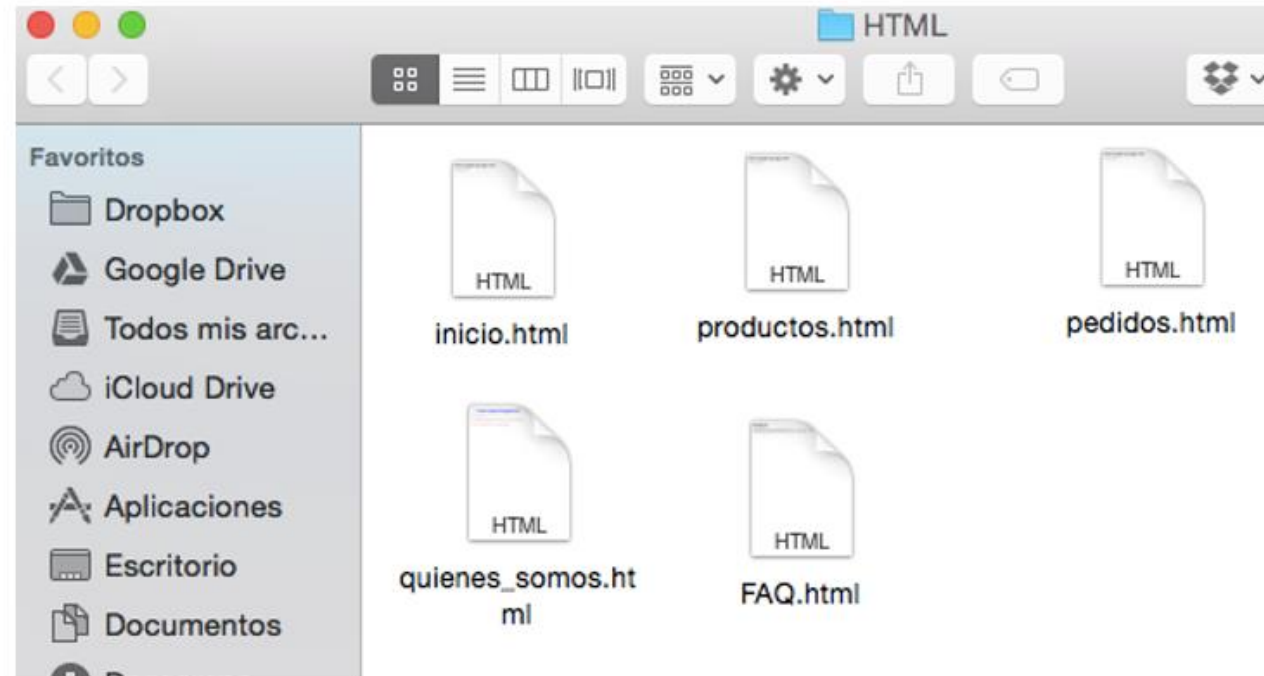 HTML
Favoritos
Dropbox
Google Drive
Todos mis arc...
iCloud Drive
AirDrop
Aplicaciones
Escritorio
Documentos
HTML
inicio.html
HTML
productos.html
HTML
pedidos.html
HTML
quienes_somos.ht
ml
HTML
FAQ.html